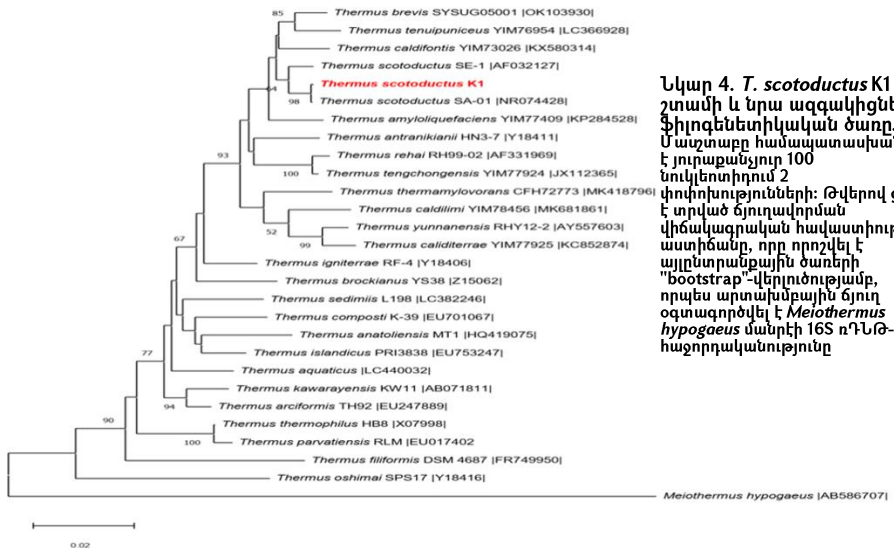 85
Thermus brevis SYSUG05001 |OK103930|
Thermus tenuipuniceus YIM76954 |LC366928|
Thermus caldifontis YIM73026 |KX580314|
Thermus scotoductus SE-1 |AF032127|
64
Thermus scotoductus K1
98
Thermus scotoductus SA-01 |NR074428|
Thermus amyloliquefaciens YIM77409 |KP284528|
Thermus antranikianii HN3-7 |Y18411|
93
Thermus rehai RH99-02 |AF331969|
100
Thermus tengchongensis YIM77924 |JX112365|
Thermus thermamylovorans CFH72773 |MK418796|
Thermus caldilimi YIM78456 |MK681861|
52
Thermus yunnanensis RHY12-2 |AY557603|
99
Thermus caliditerrae YIM77925 |KC852874|
67
Thermus igniterrae RF-4 |Y18406|
Thermus brockianus YS38 |Z15062|
Thermus sedimiis L198 |LC382246|
Thermus composti K-39 |EU701067|
Thermus anatoliensis MT1 |HQ419075|
Thermus islandicus PRI3838 |EU753247|
77
Thermus aquaticus |LC440032|
Thermus kawarayensis KW11 |AB071811|
94
Thermus arciformis TH92 |EU247889|
90
Thermus thermophilus HB8 |X07998|
100
Thermus parvatiensis RLM |EU017402
Thermus filiformis DSM 4687 |FR749950|
Thermus oshimai SPS17 |Y18416|
Meiothermus hypogaeus |AB586707|
0.02
Նկար 4. T. scotoductus K1
շտամի և նրա ազգակիցնե
ֆիլոգենետիկական ծառը.
Մասշտաբը համապատասխան
է յուրաքանչյուր 100
նուկլեոտիդում 2
փոփոխությունների: Թվերով ց
է տրված ճյուղավորման
վիճակագրական հավաստիութ
աստիճանը, որը որոշվել է
այլընտրանքային ծառերի
"bootstrap"-վերլուծությամբ,
որպես արտախմբային ճյուղ
օգտագործվել է Meiothermus
hypogaeus մանրէի 16S ռԴՆԹ-
հաջորդականությունը